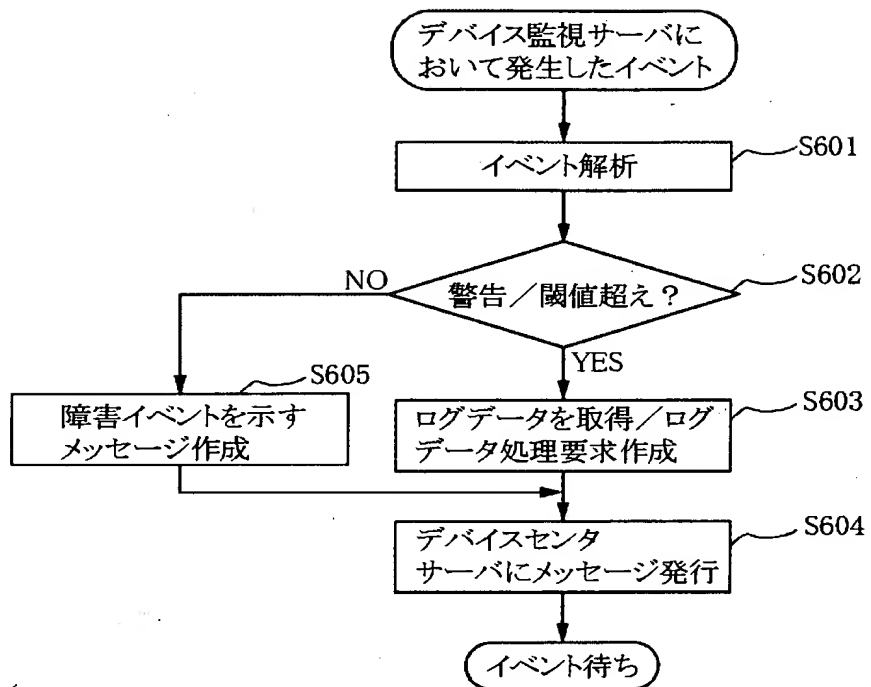 デバイス監視サーバに
おいて発生したイベント
イベント解析
S601
警告／閾値超え？
S602
NO
YES
S605
障害イベントを示す
メッセージ作成
ログデータを取得／ログ
データ処理要求作成
S603
デバイスセンタ
サーバにメッセージ発行
S604
イベント待ち